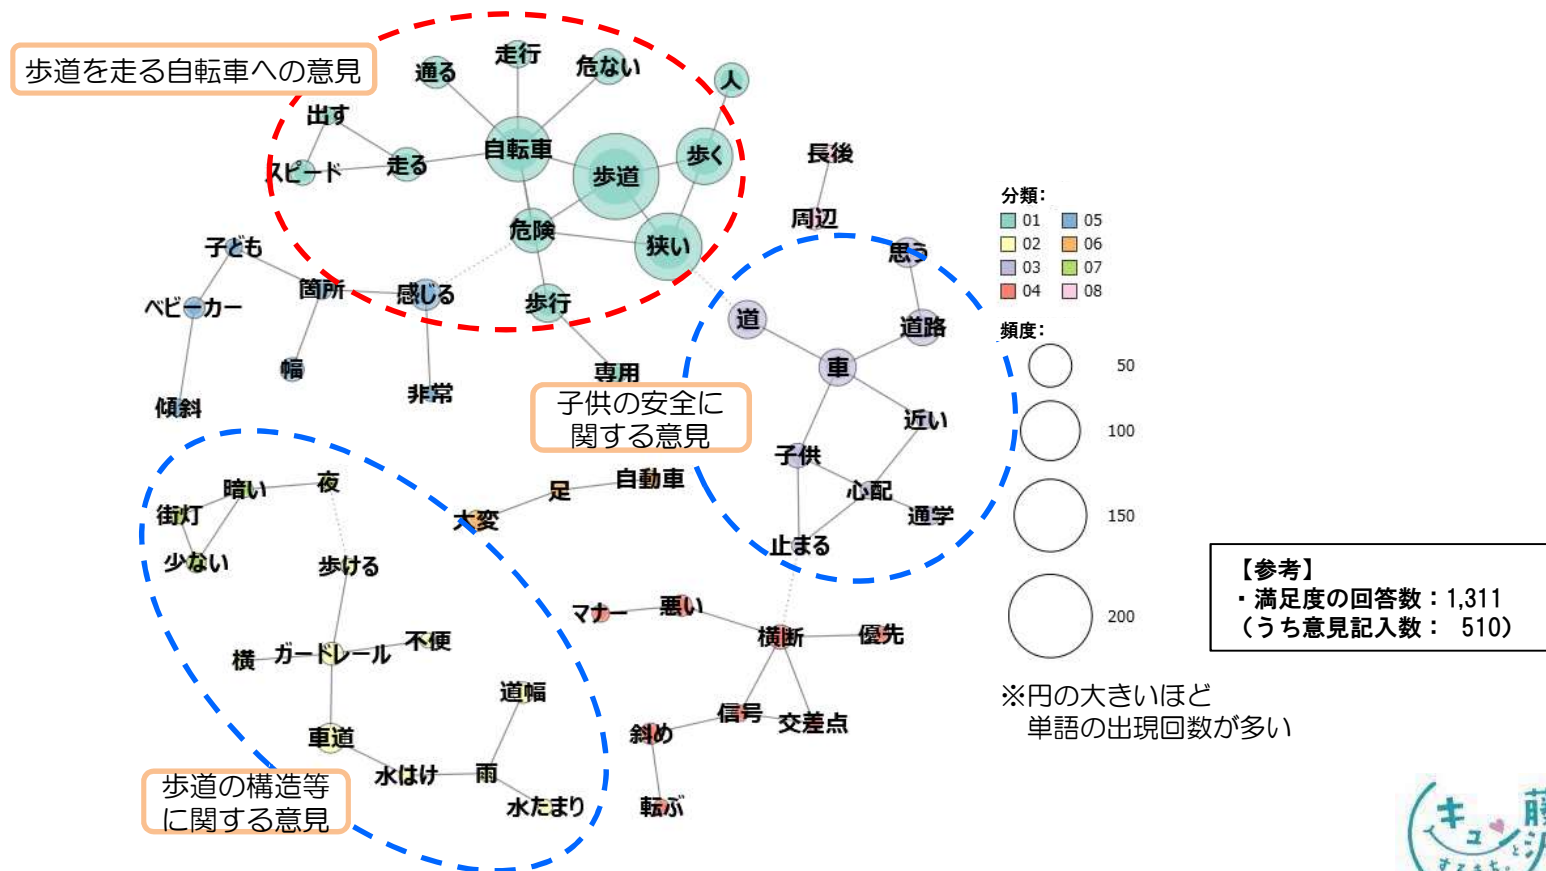 歩道を走る自転車への意見
通る
走行
危ない
人
出す
スピード
走る
自転車
歩道
歩く
危険
狭い
歩行
専用
子ども
ベビーカー
箇所
感じる
幅
傾斜
非常
長後
周辺
思う
道
道路
車
近い
子供
心配
通学
止まる
子供の安全に
関する意見
分類:
01
05
02
06
03
07
04
08
頻度:
50
100
150
200
※円の大きいほど
単語の出現回数が多い
【参考】
・満足度の回答数：1,311
（うち意見記入数： 510）
夜
暗い
街灯
少ない
歩ける
横
ガードレール
不便
車道
道幅
水はけ
雨
水たまり
歩道の構造等
に関する意見
大変
足
自動車
マナー
悪い
横断
優先
信号
交差点
斜め
転ぶ
キュン
と